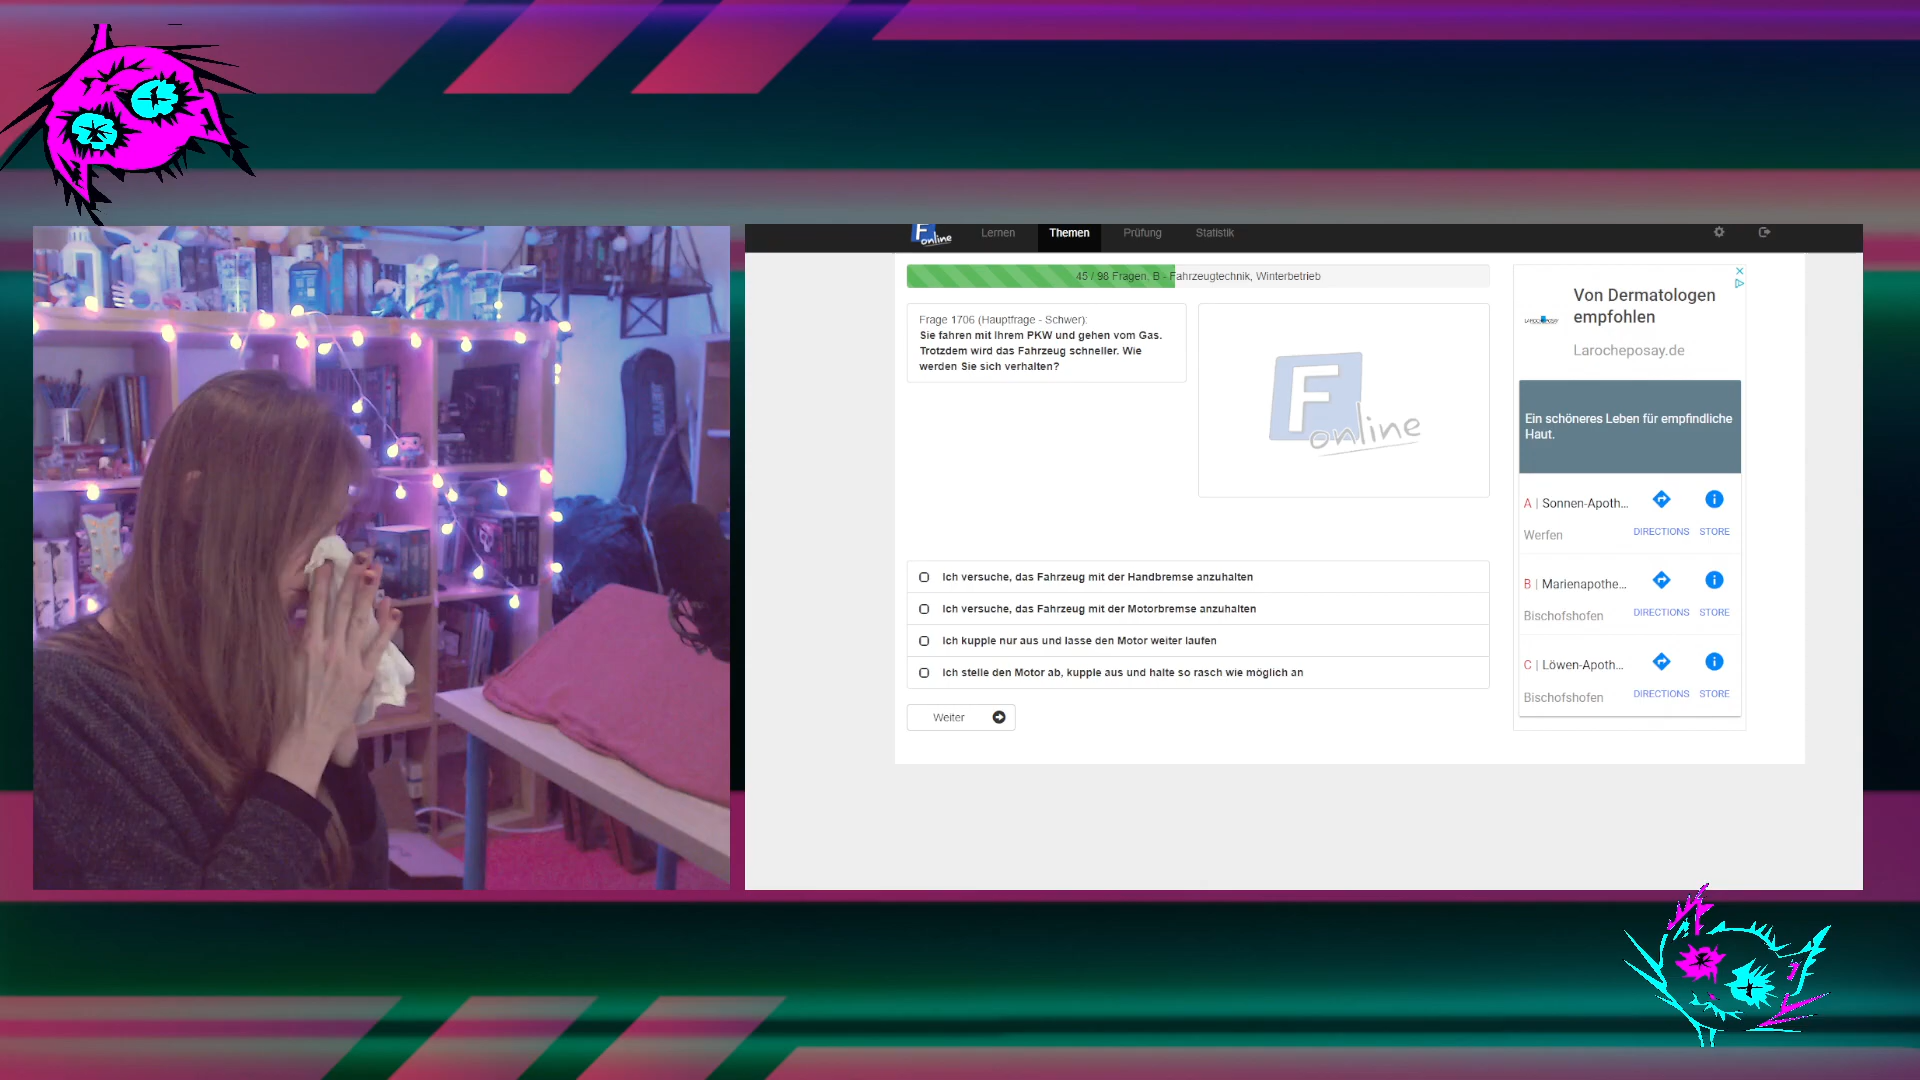 F online
Lernen
Themen
Prüfung
Statistik
45 / 98 Fragen, B - Fahrzeugtechnik, Winterbetrieb
Frage 1706 (Hauptfrage - Schwer):
Sie fahren mit Ihrem PKW und gehen vom Gas.
Trotzdem wird das Fahrzeug schneller. Wie
werden Sie sich verhalten?
F online
Ich versuche, das Fahrzeug mit der Handbremse anzuhalten
Ich versuche, das Fahrzeug mit der Motorbremse anzuhalten
Ich kupple nur aus und lasse den Motor weiter laufen
Ich stelle den Motor ab, kupple aus und halte so rasch wie möglich an
Weiter
Von Dermatologen
empfohlen
Larocheposay.de
Ein schöneres Leben für empfindliche
Haut.
A | Sonnen-Apoth...
Werfen
DIRECTIONS
STORE
B | Marienapothe...
Bischofshofen
DIRECTIONS
STORE
C | Löwen-Apoth...
Bischofshofen
DIRECTIONS
STORE